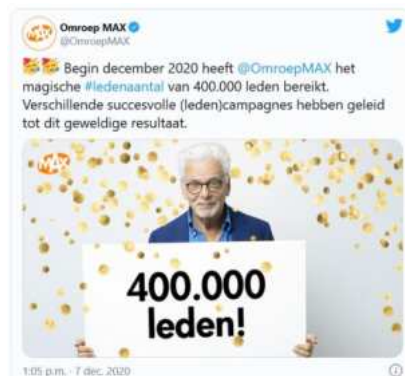 MAX
Omroep MAX
@OmroepMAX
Begin december 2020 heeft @OmroepMAX het
magische #ledenaantal van 400.000 leden bereikt.
Verschillende succesvolle (leden)campagnes hebben geleid
tot dit geweldige resultaat.
MAX
400.000
leden!
1:05 p.m. · 7 dec. 2020